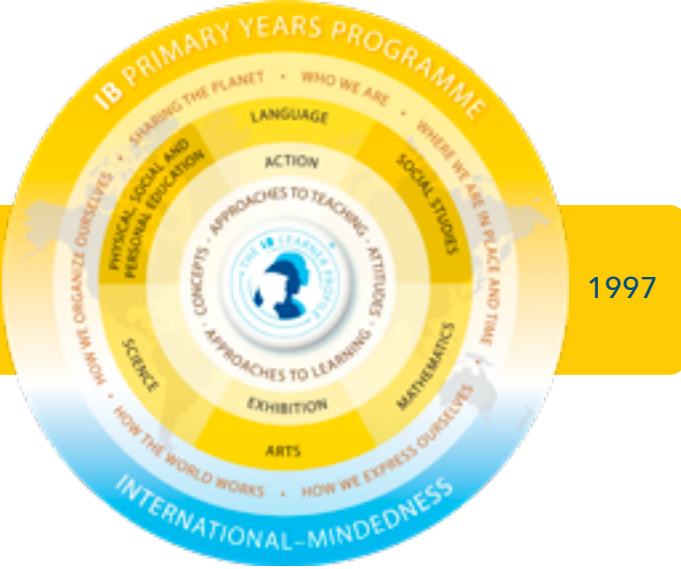 IB PRIMARY YEARS PROGRAMME
SHARING THE PLANET • WHO WE ARE • WHERE WE ARE IN PLACE AND TIME
HOW WE ORGANIZE OURSELVES •
LANGUAGE
PHYSICAL, SOCIAL AND
PERSONAL EDUCATION
SOCIAL STUDIES
ACTION
APPROACHES TO TEACHING • ATTITUDES
THE IB LEARNER PROFILE
1997
CONCEPTS •
APPROACHES TO LEARNING
SCIENCE
MATHEMATICS
EXHIBITION
ARTS
• HOW THE WORLD WORKS • HOW WE EXPRESS OURSELVES
INTERNATIONAL–MINDEDNESS